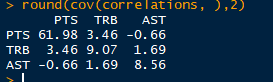 > round(cov(correlations, ),2)
PTS TRB AST
PTS 61.98 3.46 -0.66
TRB 3.46 9.07 1.69
AST -0.66 1.69 8.56
>